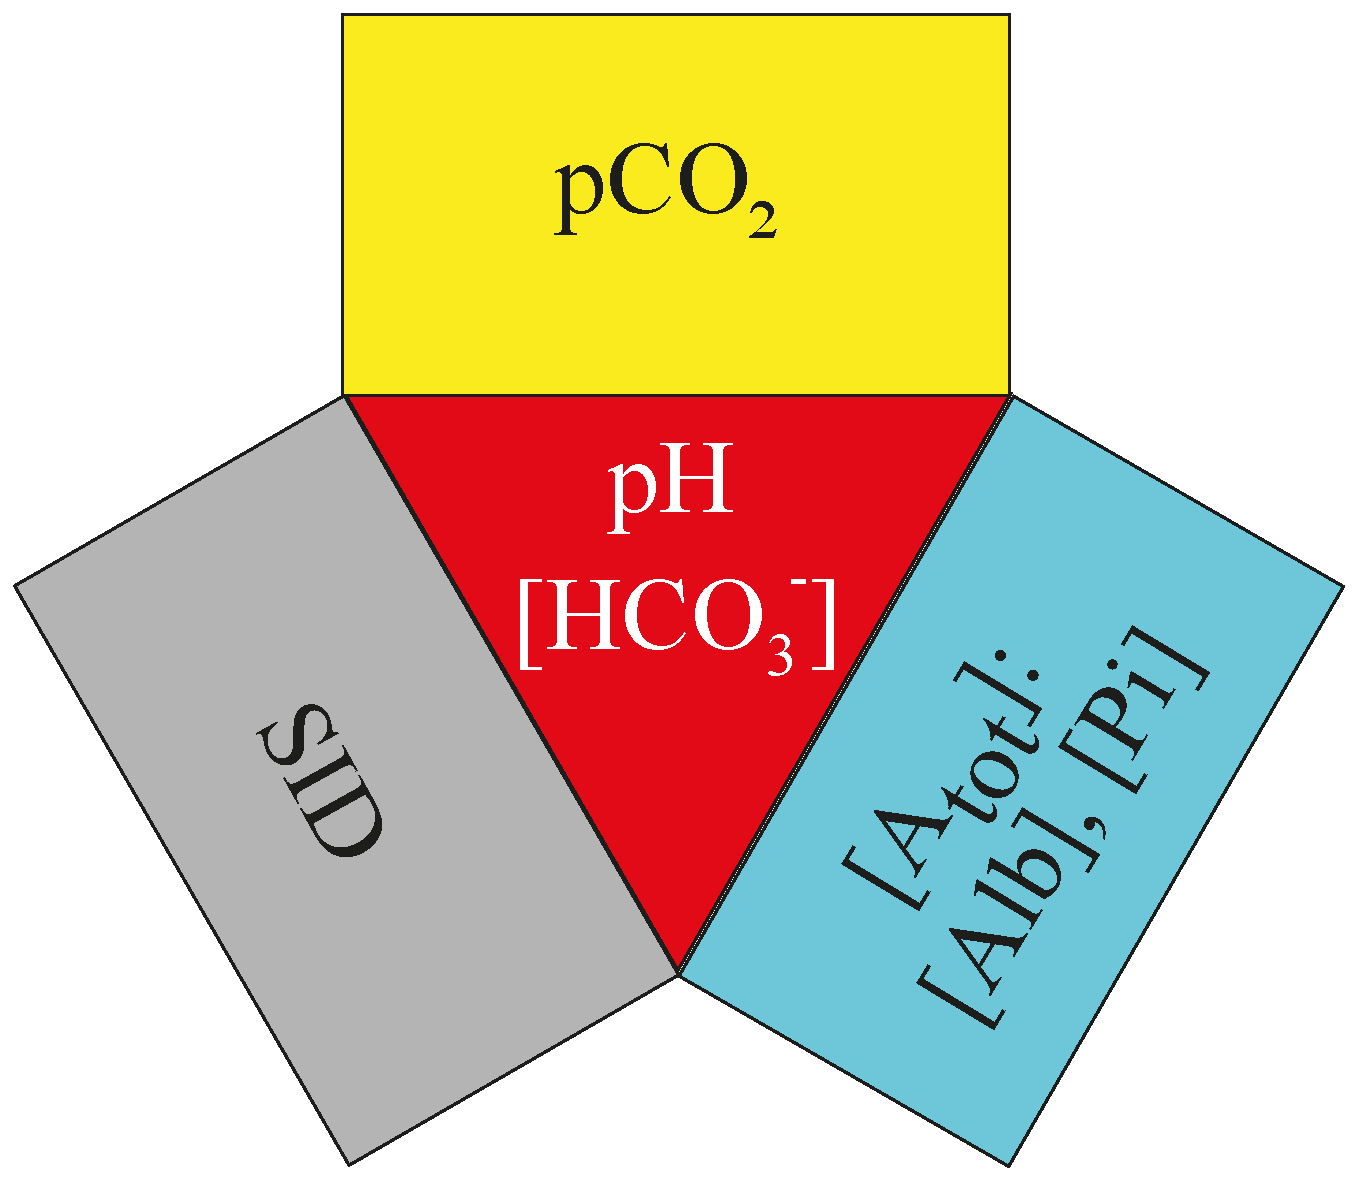 pCO₂
pH
[HCO₃⁻]
SID
[Atot]:
[Alb], [Pi]